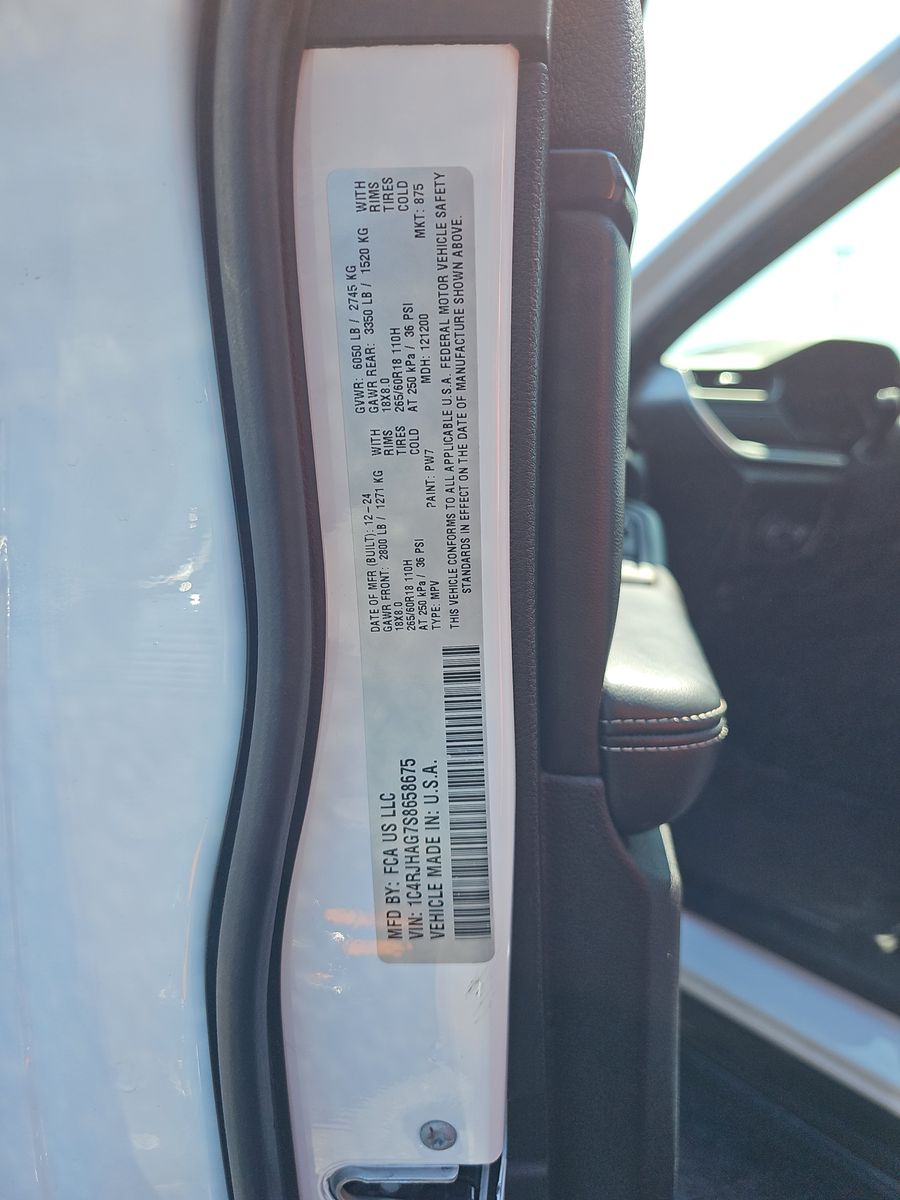 MFD BY: FCA US LLC
VIN: 1C4RJHAG7S8658675
VEHICLE MADE IN: U.S.A.
DATE OF MFR (BUILT): 12-24 GVWR: 6050 LB / 2745 KG
GAWR FRONT: 2800 LB / 1271 KG WITH GAWR REAR: 3350 LB / 1520 KG WITH
18X8.0 RIMS 18X8.0 RIMS
265/60R18 110H TIRES 265/60R18 110H TIRES
AT 250 kPa / 36 PSI COLD AT 250 kPa / 36 PSI COLD
TYPE: MPV PAINT: PW7 MDH: 121200 MKT: 875
THIS VEHICLE CONFORMS TO ALL APPLICABLE U.S.A. FEDERAL MOTOR VEHICLE SAFETY
STANDARDS IN EFFECT ON THE DATE OF MANUFACTURE SHOWN ABOVE.